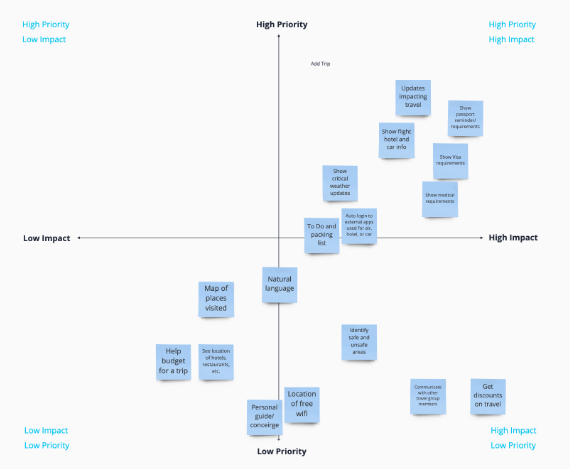 High Priority
Low Impact
High Priority
High Priority
High Impact
Add Trip
Updates
impacting
travel
Show
passport
reminder/
requirements
Show flight
hotel and
car info
Show Visa
requirements
Show
critical
weather
updates
Show medical
requirements
Auto login to
external apps
used for air,
hotel, or car
To Do and
packing
list
Low Impact
High Impact
Natural
language
Map of
places
visited
Identify
safe and
unsafe
areas
Help
budget
for a trip
See location
of hotels,
restaurants,
etc.
Communicate
with other
travel group
members
Get
discounts
on travel
Location
of free
wifi
Personal
guide/
conceirge
Low Impact
Low Priority
High Impact
Low Priority
Low Priority